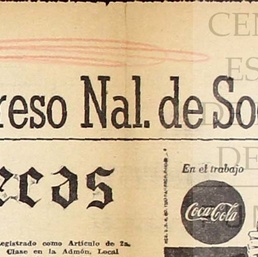 reso Nal. de Soc
ecas
egistrado como Artículo de 2a.
Clase en la Admón. Local
En el trabajo
Coca-Cola